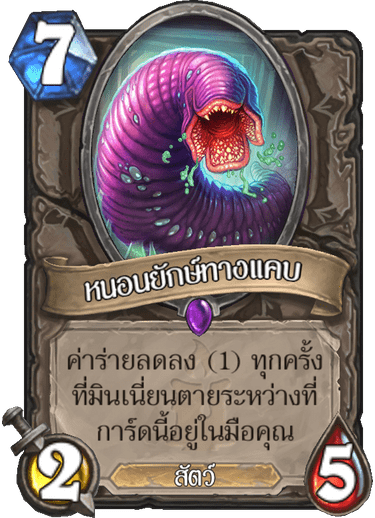 7
หนอนยักษ์ทางแคบ
ค่าร่ายลดลง (1) ทุกครั้ง
ที่มินเนี่ยนตายระหว่างที่
การ์ดนี้อยู่ในมือคุณ
2
สัตว์
5